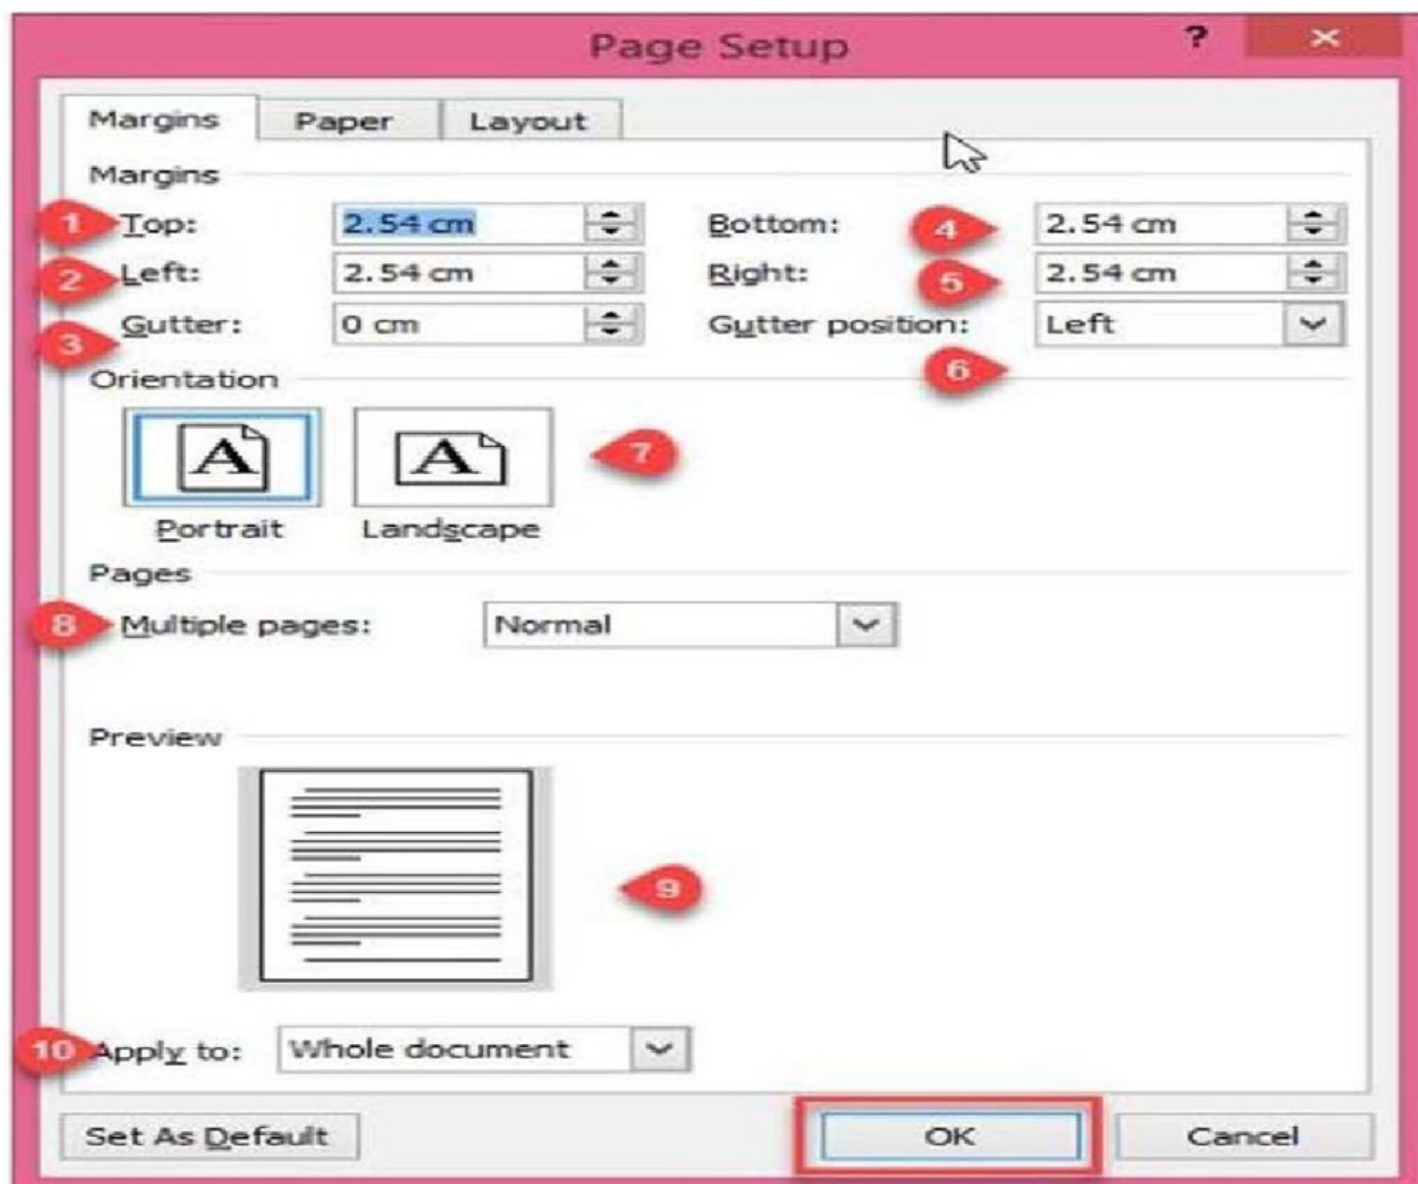 Page Setup ? ×
Margins Paper Layout
Margins
1 Top: 2.54 cm Bottom: 4 2.54 cm
2 Left: 2.54 cm Right: 5 2.54 cm
3 Gutter: 0 cm Gutter position: Left
6
Orientation
A A 7
Portrait Landscape
Pages
8 Multiple pages: Normal
Preview
9
10 Apply to: Whole document
Set As Default OK Cancel